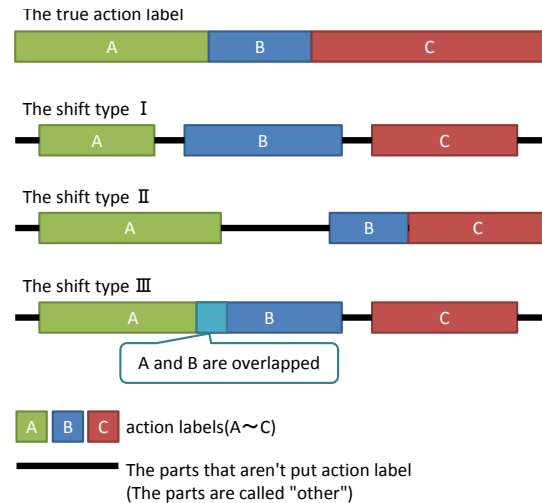 The true action label
A B C
The shift type Ⅰ
A B C
The shift type Ⅱ
A B C
The shift type Ⅲ
A B C
A and B are overlapped
A B C action labels(A～C)
The parts that aren't put action label
(The parts are called "other")